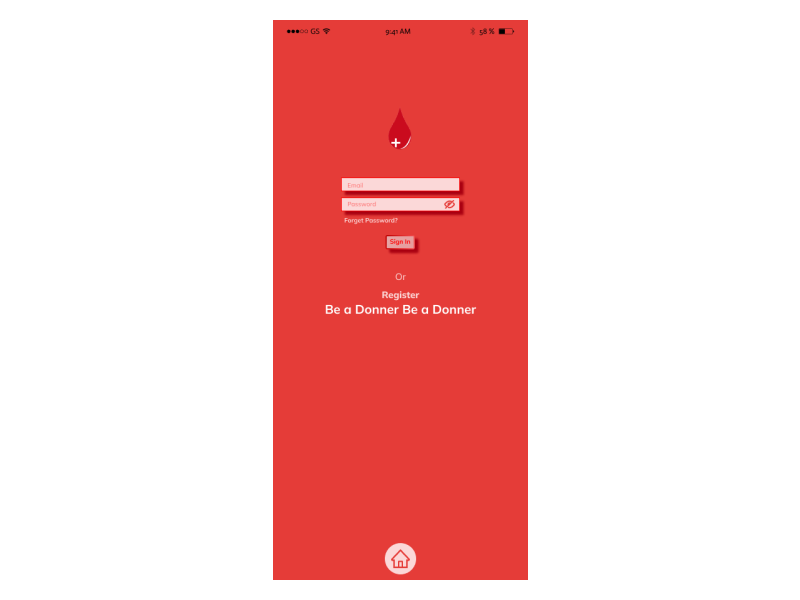 GS 9:41 AM 58 %
Email
Password
Forget Password?
Sign In
Or
Register
Be a Donner Be a Donner